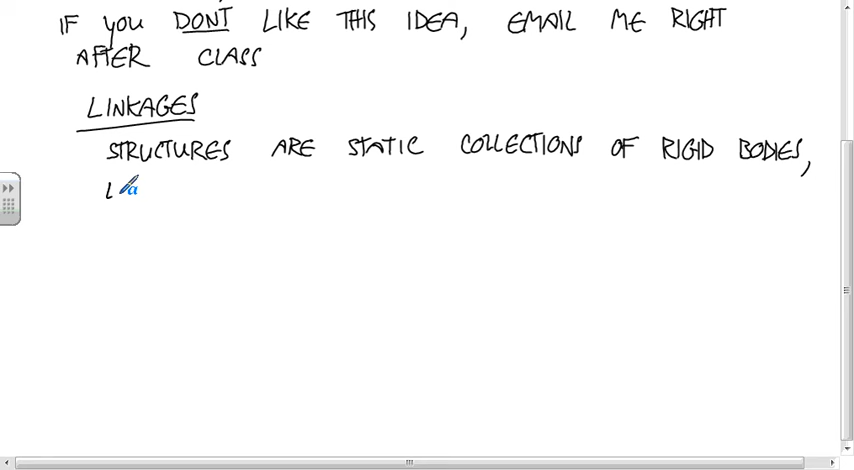 IF you DONT LIKE THIS IDEA, EMAIL ME RIGHT
AFTER CLASS
LINKAGES
STRUCTURES ARE STATIC COLLECTIONS OF RIGID BODIES,
L